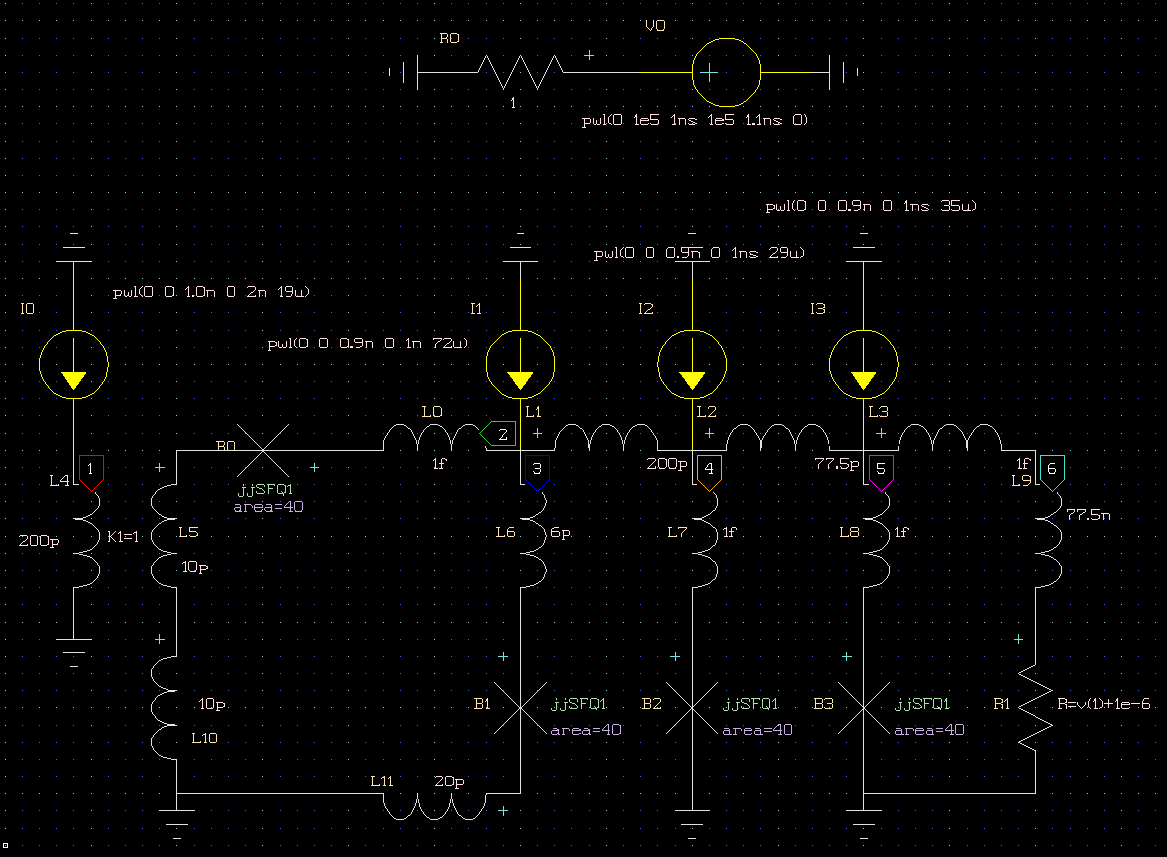 V0
R0
+
1
pwl(0 1e5 1ns 1e5 1.1ns 0)
pwl(0 0 0.9n 0 1ns 35u)
pwl(0 0 0.9n 0 1ns 29u)
pwl(0 0 1.0n 0 2n 19u)
I0
I1
I2
I3
pwl(0 0 0.9n 0 1n 72u)
L0
L1
L2
L3
B0
2
+
+
+
1f
200p
77.5p
1f
L4
1
+
+
3
4
5
L9
6
jjSFQ1
area=40
77.5n
200p
K1=1
L5
L6
6p
L7
1f
L8
1f
10p
+
+
+
+
+
10p
B1
jjSFQ1
B2
jjSFQ1
B3
jjSFQ1
R1
R=v(1)+1e-6
area=40
area=40
area=40
L10
L11
20p
+